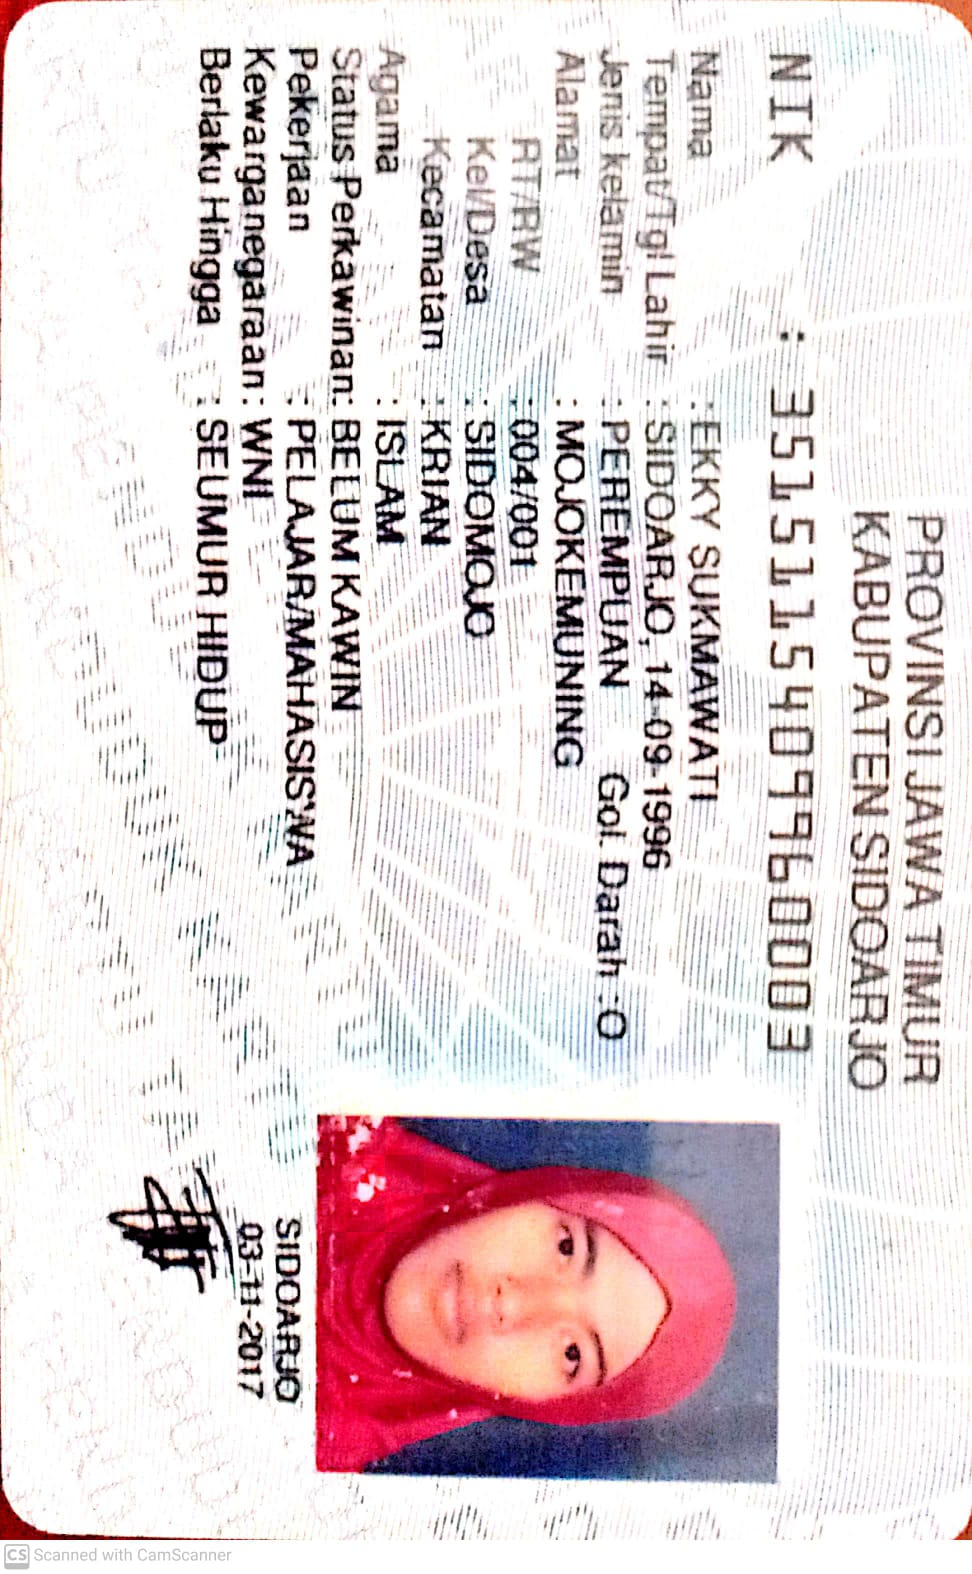 PROVINSI JAWA TIMUR
KABUPATEN SIDOARJO
NIK : 3515115409960003
Nama : EKKY SUKMAWATI
Tempat/Tgl Lahir : SIDOARJO, 14-09-1996
Jenis kelamin : PEREMPUAN Gol. Darah : O
Alamat : MOJOKEMUNING
RT/RW : 004/001
Kel/Desa : SIDOMOJO
Kecamatan : KRIAN
Agama : ISLAM
Status Perkawinan: BELUM KAWIN
Pekerjaan : PELAJAR/MAHASISWA
Kewarganegaraan: WNI
Berlaku Hingga : SEUMUR HIDUP
SIDOARJO
03-11-2017
CS Scanned with CamScanner